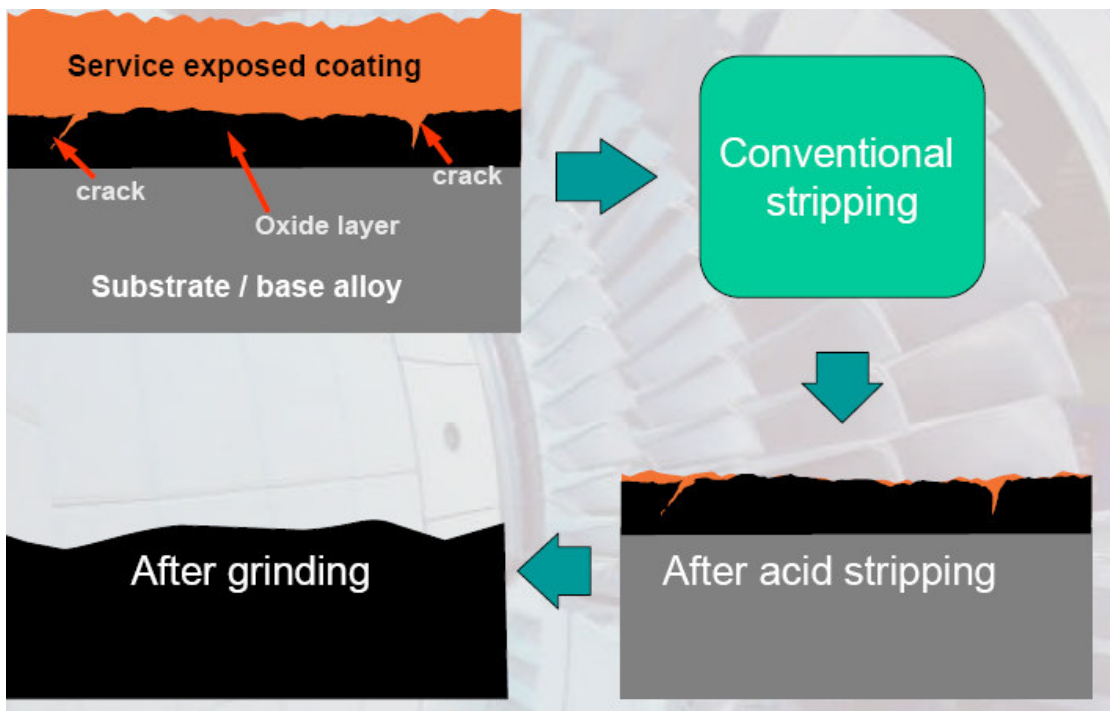 Service exposed coating
crack
crack
Oxide layer
Substrate / base alloy
Conventional
stripping
After acid stripping
After grinding